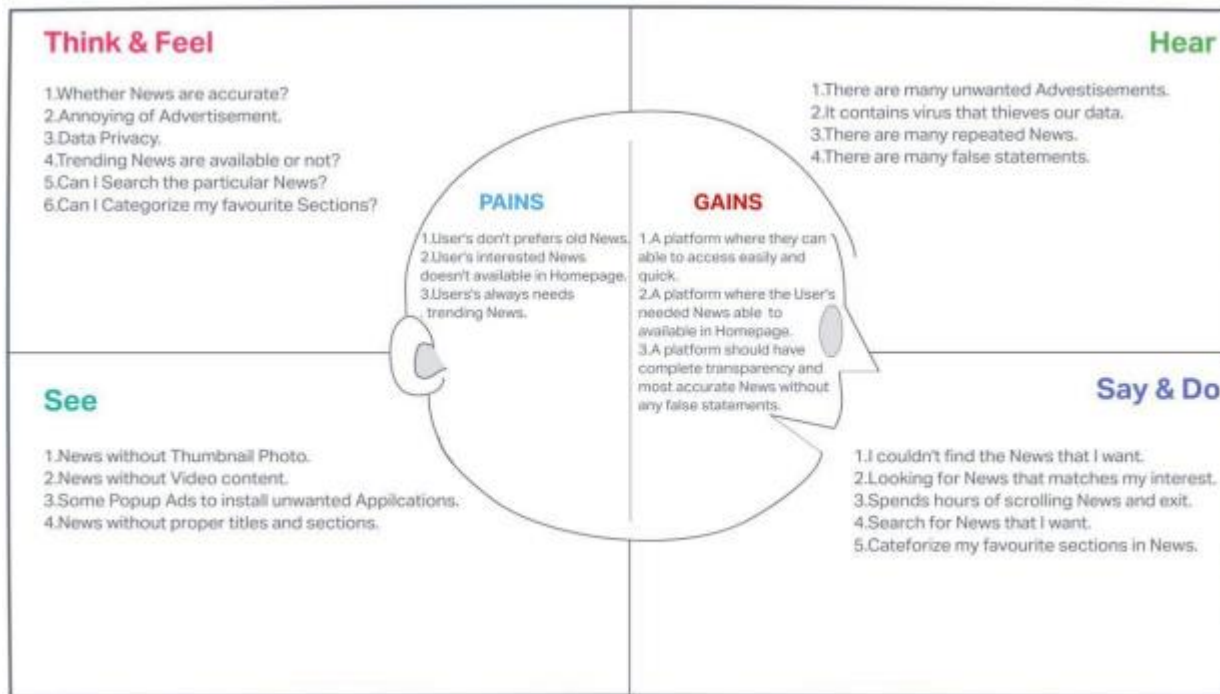 Think & Feel
1.Whether News are accurate?
2.Annoying of Advertisement.
3.Data Privacy.
4.Trending News are available or not?
5.Can I Search the particular News?
6.Can I Categorize my favourite Sections?
Hear
1.There are many unwanted Advestisements.
2.It contains virus that thieves our data.
3.There are many repeated News.
4.There are many false statements.
PAINS
1.User's don't prefers old News.
2.User's interested News
doesn't available in Homepage.
3.Users's always needs
. trending News.
GAINS
1.A platform where they can
able to access easily and
quick.
2.A platform where the User's
needed News able to
available in Homepage.
3.A platform should have
complete transparency and
most accurate News without
any false statements.
See
1.News without Thumbnail Photo.
2.News without Video content.
3.Some Popup Ads to install unwanted Appilcations.
4.News without proper titles and sections.
Say & Do
1.I couldn't find the News that I want.
2.Looking for News that matches my interest.
3.Spends hours of scrolling News and exit.
4.Search for News that I want.
5.Cateforize my favourite sections in News.